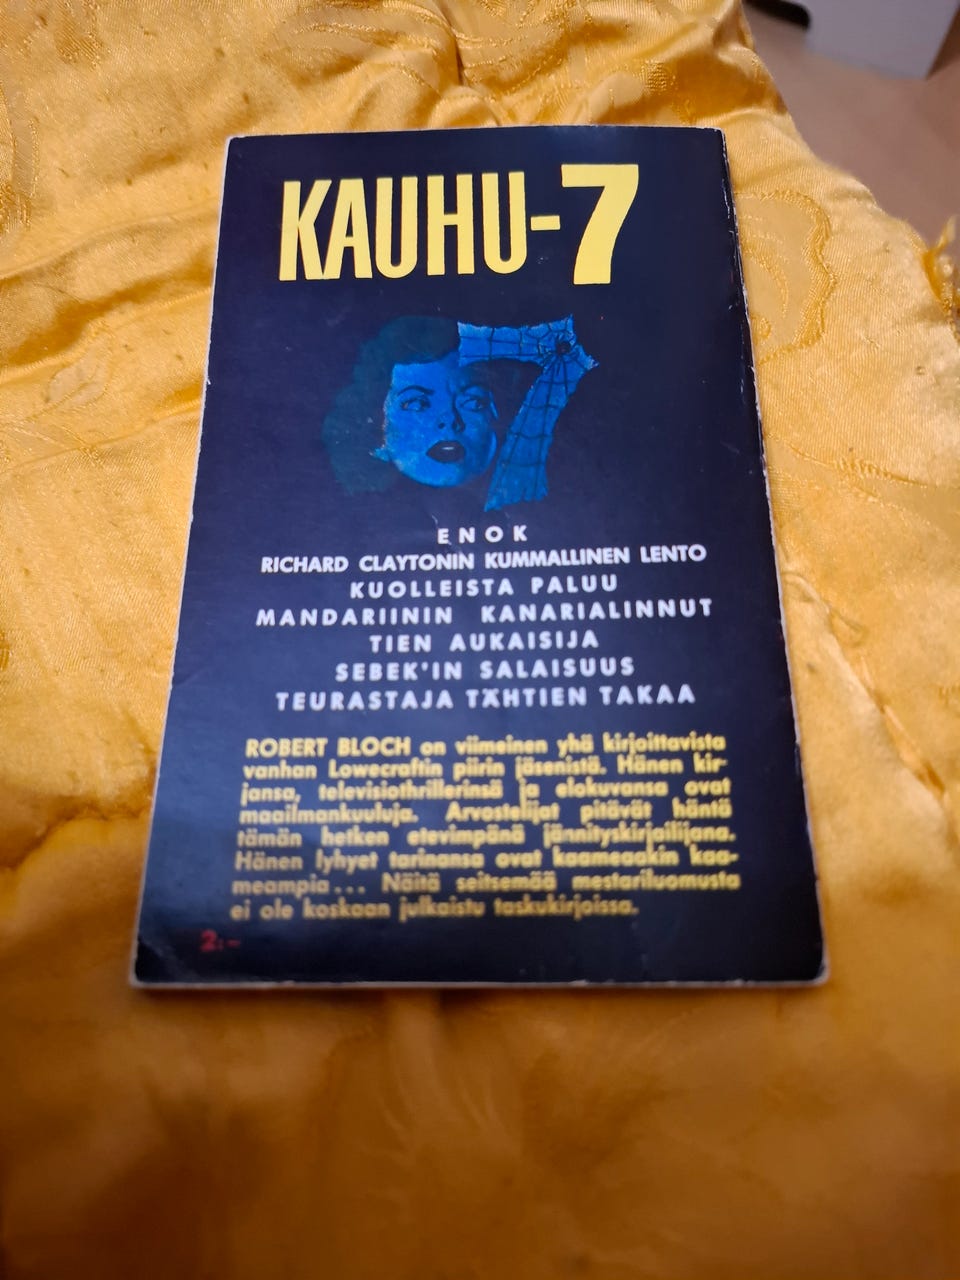 KAUHU-7
ENOK
RICHARD CLAYTONIN KUMMALLINEN LENTO
KUOLLEISTA PALUU
MANDARIININ KANARIALINNUT
TIEN AUKAISIJA
SEBEK'IN SALAISUUS
TEURASTAJA TÄHTIEN TAKAA
ROBERT BLOCH on viimeinen yhä kirjoittavista
vanhan Lowecraftin piirin jäsenistä. Hänen kir-
jansa, televisiothrillerinsä ja elokuvansa ovat
maailmankuuluja. Arvostelijat pitävät häntä
tämän hetken etevimpänä jännityskirjailijana.
Hänen lyhyet tarinansa ovat kaameaakin kaa-
meampia... Näitä seitsemää mestariluomusta
ei ole koskaan julkaistu taskukirjoissa.
2:-